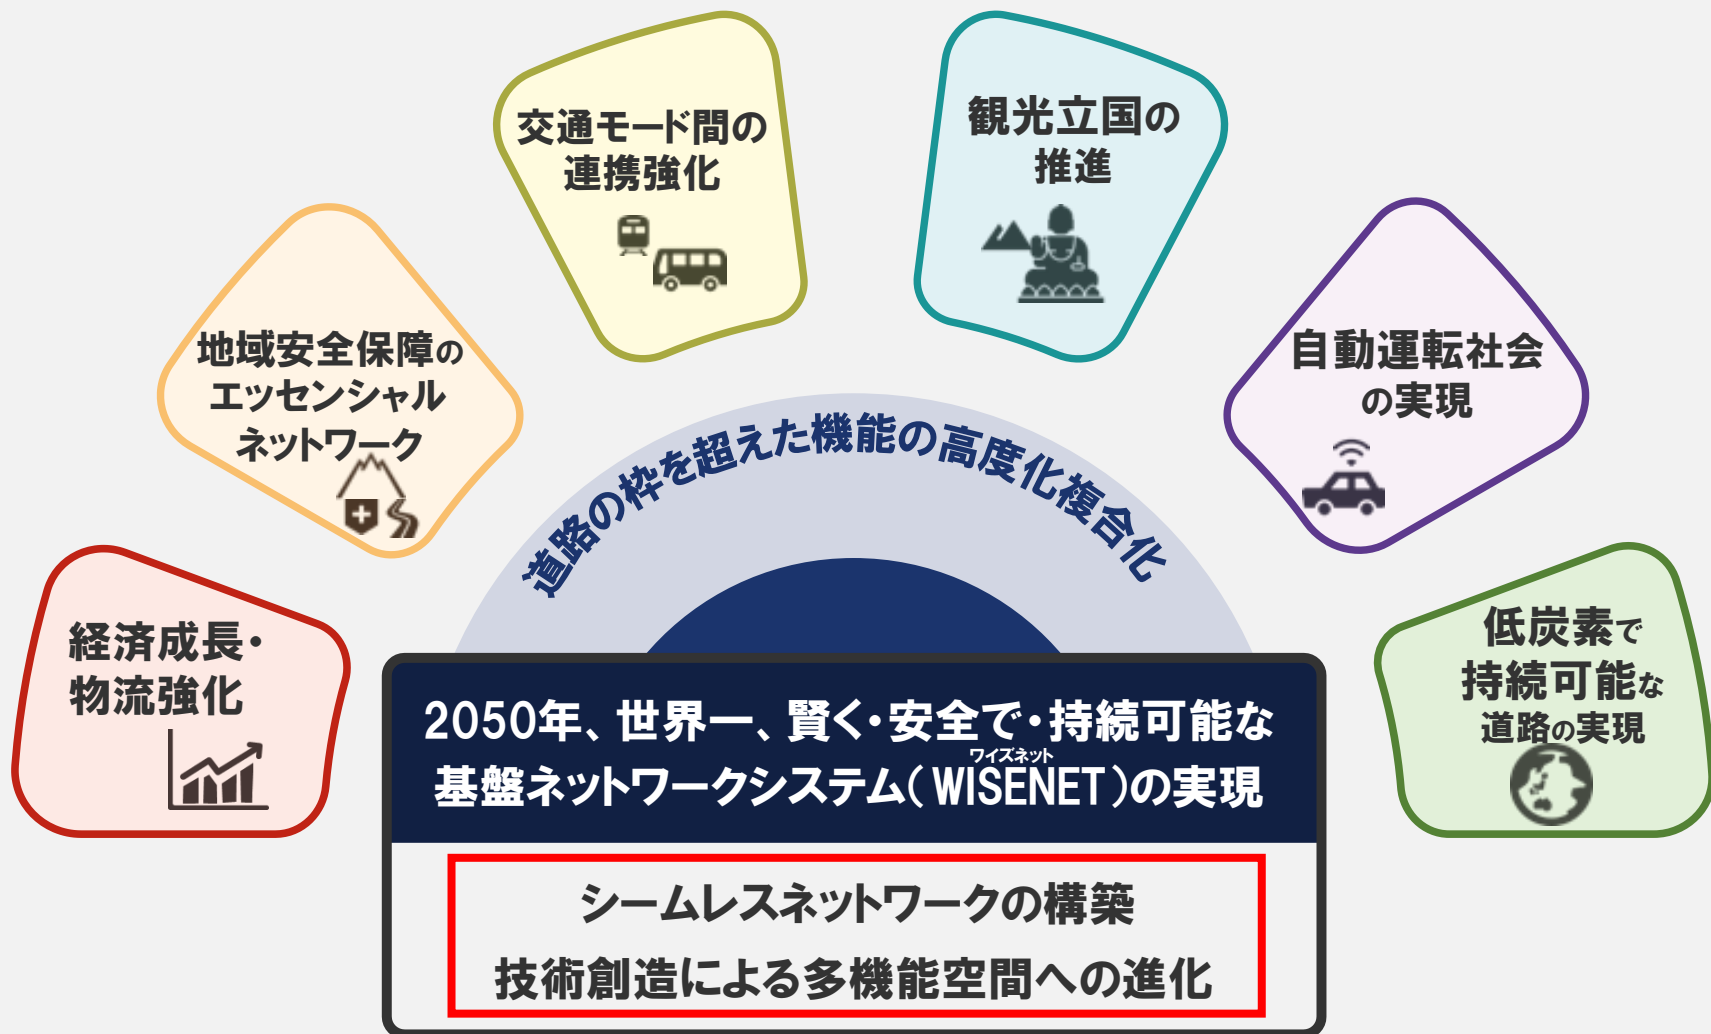 交通モード間の
連携強化
観光立国の
推進
地域安全保障の
エッセンシャル
ネットワーク
自動運転社会
の実現
経済成長・
物流強化
低炭素で
持続可能な
道路の実現
道路の枠を超えた機能の高度化複合化
2050年、世界一、賢く・安全で・持続可能な
ワイズネット
基盤ネットワークシステム(WISENET)の実現
シームレスネットワークの構築
技術創造による多機能空間への進化